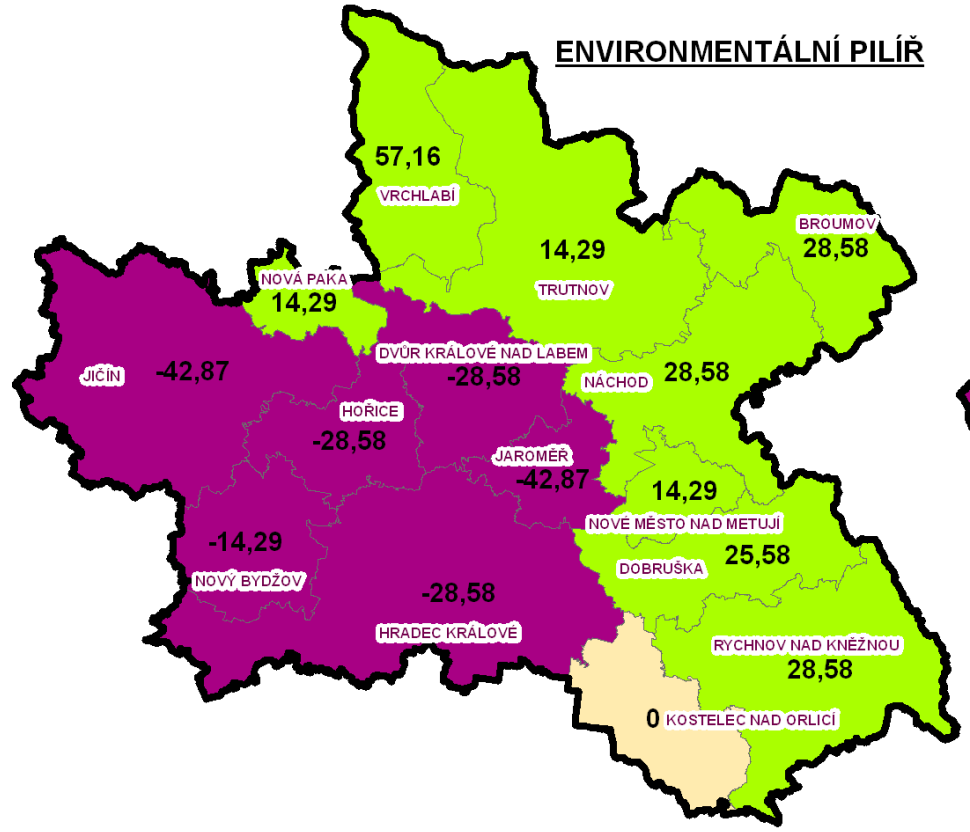 ENVIRONMENTÁLNÍ PILÍŘ
57,16
VRCHLABÍ
BROUMOV
28,58
14,29
TRUTNOV
NOVÁ PAKA
14,29
DVŮR KRÁLOVÉ NAD LABEM
-28,58
JIČÍN
-42,87
NÁCHOD
28,58
HOŘICE
-28,58
JAROMĚŘ
-42,87
14,29
NOVÉ MĚSTO NAD METUJÍ
-14,29
NOVÝ BYDŽOV
25,58
DOBRUŠKA
-28,58
HRADEC KRÁLOVÉ
RYCHNOV NAD KNĚŽNOU
28,58
0 KOSTELEC NAD ORLICÍ